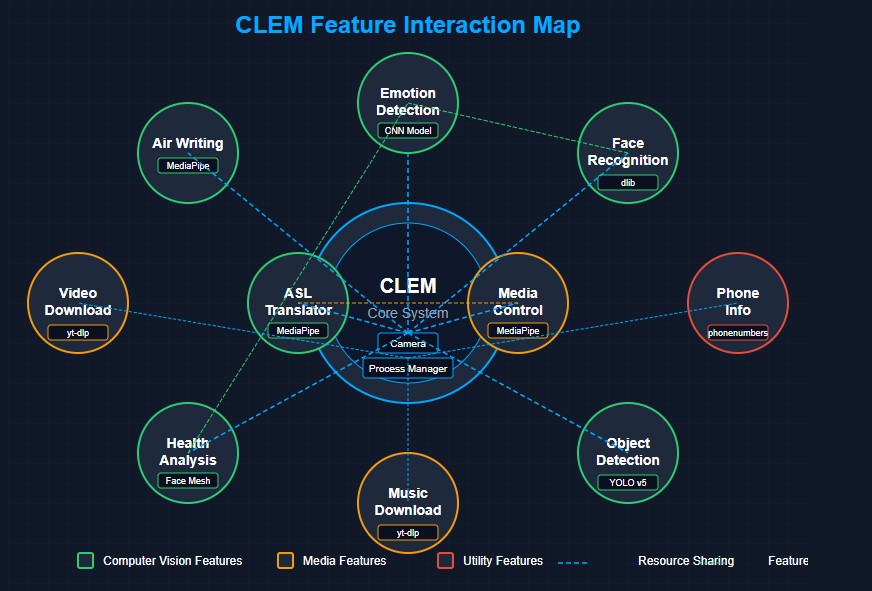 CLEM Feature Interaction Map
Emotion
Detection
CNN Model
Air Writing
MediaPipe
Face
Recognition
dlib
Video
Download
yt-dlp
ASL
Translator
MediaPipe
CLEM
Core System
Camera
Process Manager
Media
Control
MediaPipe
Phone
Info
phonenumbers
Health
Analysis
Face Mesh
Music
Download
yt-dlp
Object
Detection
YOLO v5
Computer Vision Features
Media Features
Utility Features
Resource Sharing
Feature